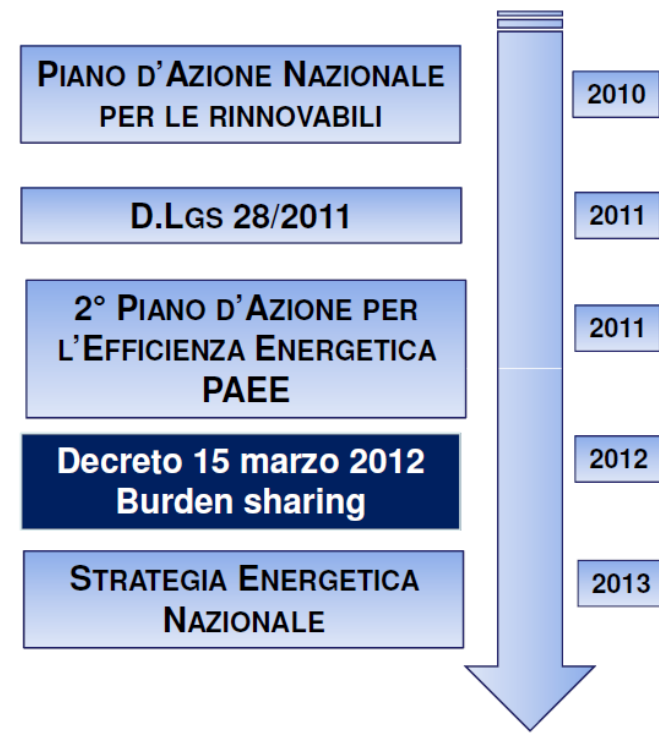 PIANO D'AZIONE NAZIONALE
PER LE RINNOVABILI
2010
D.LGS 28/2011
2011
2° PIANO D'AZIONE PER
L'EFFICIENZA ENERGETICA
PAEE
2011
Decreto 15 marzo 2012
Burden sharing
2012
STRATEGIA ENERGETICA
NAZIONALE
2013